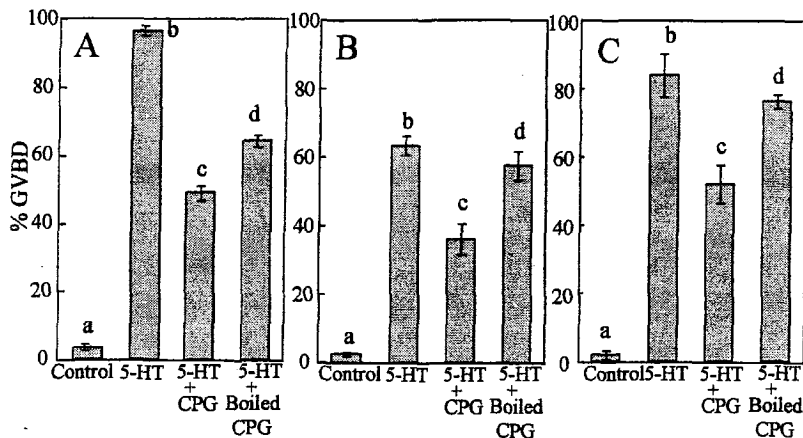 A
B
C
% GVBD
100
80
60
40
20
0
a
b
c
d
Control
5-HT
5-HT
+
CPG
5-HT
+
Boiled
CPG
100
80
60
40
20
0
a
b
c
d
Control
5-HT
5-HT
+
CPG
5-HT
+
Boiled
CPG
100
80
60
40
20
0
a
b
c
d
Control
5-HT
5-HT
+
CPG
5-HT
+
Boiled
CPG